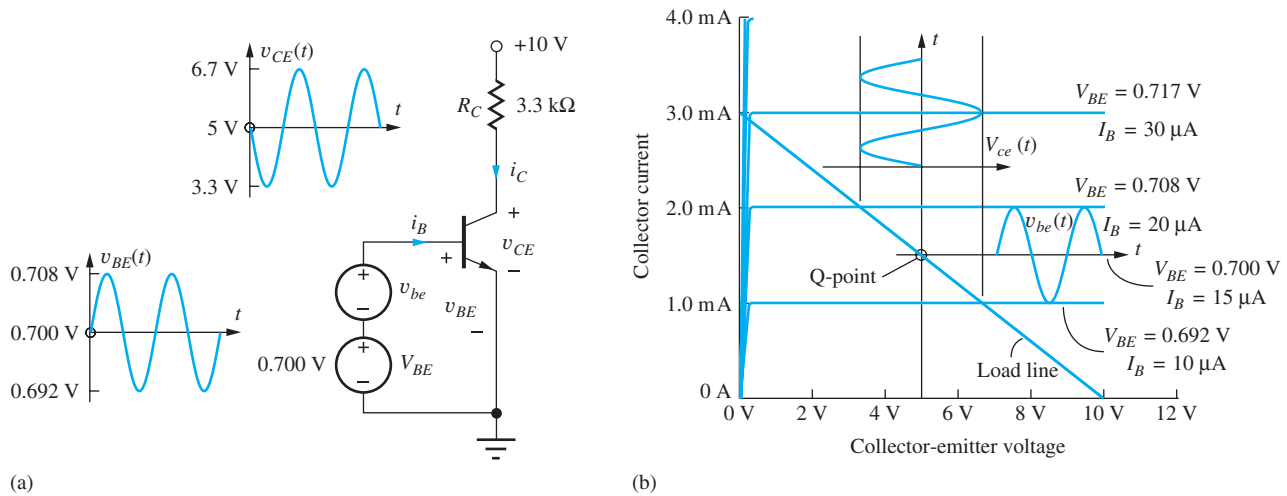 v_CE(t)
6.7 V
5 V
3.3 V
t
+10 V
R_C
3.3 kΩ
i_C
i_B
+
+
v_CE
−
v_BE(t)
0.708 V
0.700 V
0.692 V
t
+
v_be
−
v_BE
−
0.700 V
+
V_BE
−
(a)
Collector current
4.0 mA
3.0 mA
2.0 mA
1.0 mA
0 A
0 V
2 V
4 V
6 V
8 V
10 V
12 V
Collector-emitter voltage
t
V_ce (t)
V_BE = 0.717 V
I_B = 30 μA
V_BE = 0.708 V
I_B = 20 μA
v_be(t)
t
Q-point
V_BE = 0.700 V
I_B = 15 μA
V_BE = 0.692 V
I_B = 10 μA
Load line
(b)